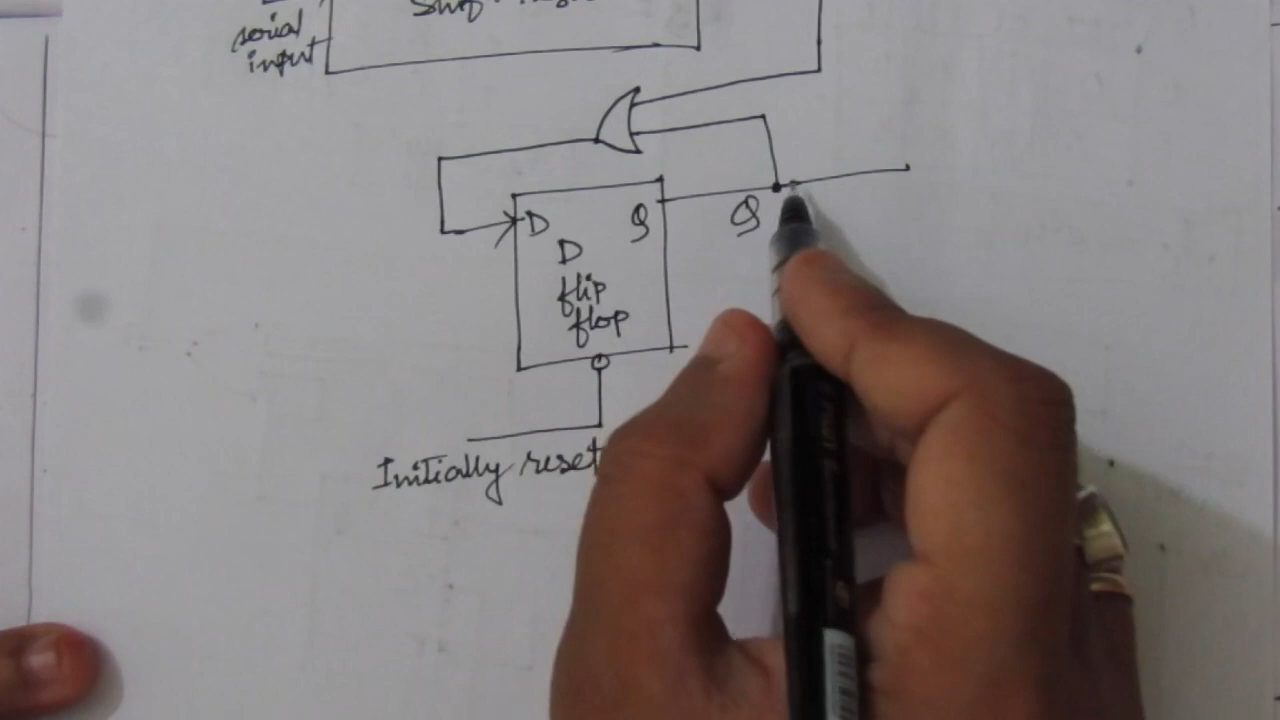 serial
input
D
Q
Q
D
flip
flop
Initially reset